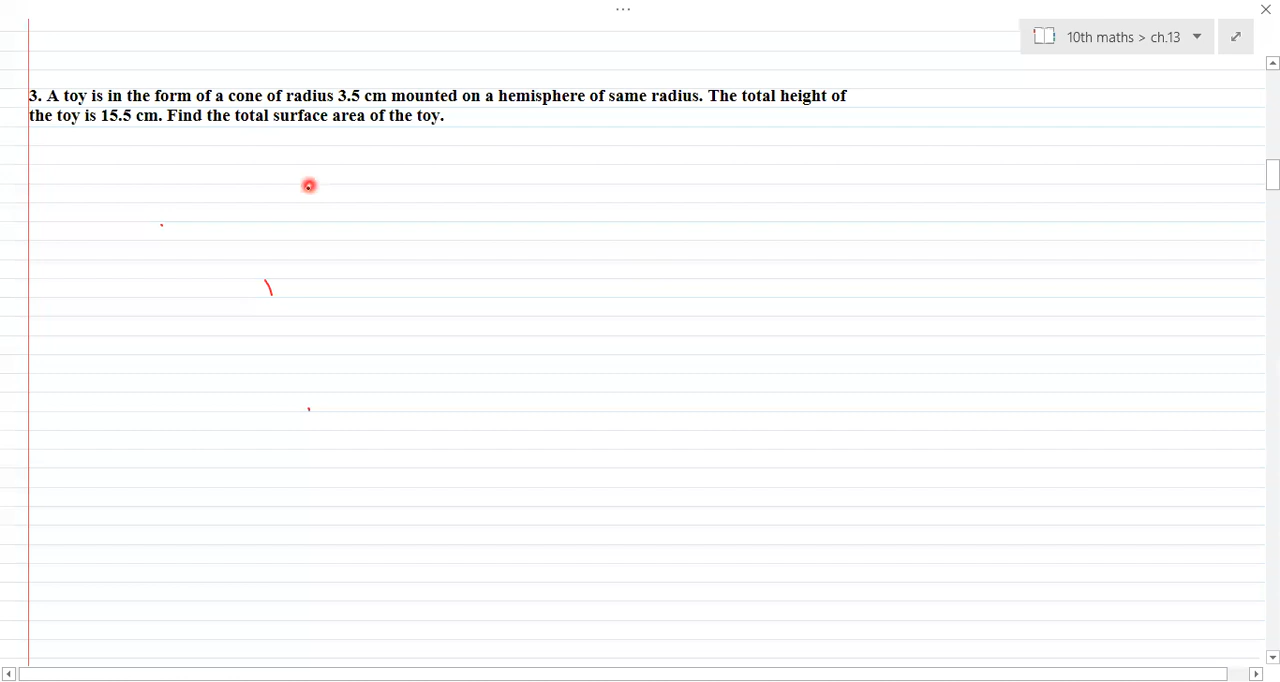 ...
10th maths > ch.13
3. A toy is in the form of a cone of radius 3.5 cm mounted on a hemisphere of same radius. The total height of
the toy is 15.5 cm. Find the total surface area of the toy.